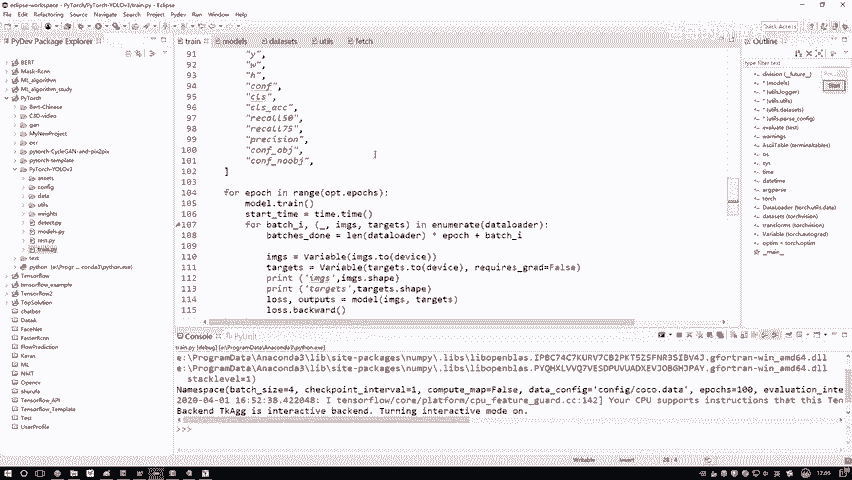 eclipse-workspace - PyTorch/PyTorch-YOLOv3/train.py - Eclipse
File Edit Refactoring Source Navigate Search Project Pydev Run Window Help
Quick Access
PyDev Package Explorer
train
models
datasets
utils
fetch
Outline
type filter text
BERT
Mask-Rcnn
ML_algorithm
ML_algorithm_study
PyTorch
Bert-Chinese
C3D-video
gan
MyNewProject
ocr
pytorch-CycleGAN-and-pix2pix
pytorch-template
PyTorch-YOLOv3
assets
config
data
utils
weights
detect.py
models.py
test.py
train.py
test
python (e:\Prog ... conda3\python.exe)
Tensorflow
tensorflow_example
Tensorflow2
TopSolution
chatbot
DataA
FaceNet
FasterRcnn
FlowPrediction
Keras
ML
NMT
Opencv
Tensorflow_API
Tensorflow_Template
Test
UserProfile
91 "y",
92 "w",
93 "h",
94 "conf",
95 "cls",
96 "cls_acc",
97 "recall50",
98 "recall75",
99 "precision",
100 "conf_obj",
101 "conf_noobj",
102 ]
103
104 for epoch in range(opt.epochs):
105 model.train()
106 start_time = time.time()
107 for batch_i, (_, imgs, targets) in enumerate(dataloader):
108 batches_done = len(dataloader) * epoch + batch_i
109
110 imgs = Variable(imgs.to(device))
111 targets = Variable(targets.to(device), requires_grad=False)
112 print ('imgs',imgs.shape)
113 print ('targets',targets.shape)
114 loss, outputs = model(imgs, targets)
115 loss.backward()
division (__future__)
* (models)
* (utils.logger)
* (utils.utils)
* (utils.datasets)
* (utils.parse_config)
evaluate (test)
warnings
AsciiTable (terminaltables)
os
sys
time
datetime
argparse
torch
DataLoader (torch.utils.data)
datasets (torchvision)
transforms (torchvision)
Variable (torch.autograd)
optim = torch.optim
__main__
Start
Console
PyUnit
train.py [debug] [e:\ProgramData\Anaconda3\python.exe]
e:\ProgramData\Anaconda3\lib\site-packages\numpy\.libs\libopenblas.IPBC74C7KURV7CB2PKT5Z5FNR3SIBV4J.gfortran-win_amd64.dll
e:\ProgramData\Anaconda3\lib\site-packages\numpy\.libs\libopenblas.PYQHXLVVQ7VESDPUVUADXEVJOBGHJPAY.gfortran-win_amd64.dll
stacklevel=1)
Namespace(batch_size=4, checkpoint_interval=1, compute_map=False, data_config='config/coco.data', epochs=100, evaluation_inte
2020-04-01 16:52:38.422048: I tensorflow/core/platform/cpu_feature_guard.cc:142] Your CPU supports instructions that this Ten
Backend TkAgg is interactive backend. Turning interactive mode on.
>>>
Writable
Insert